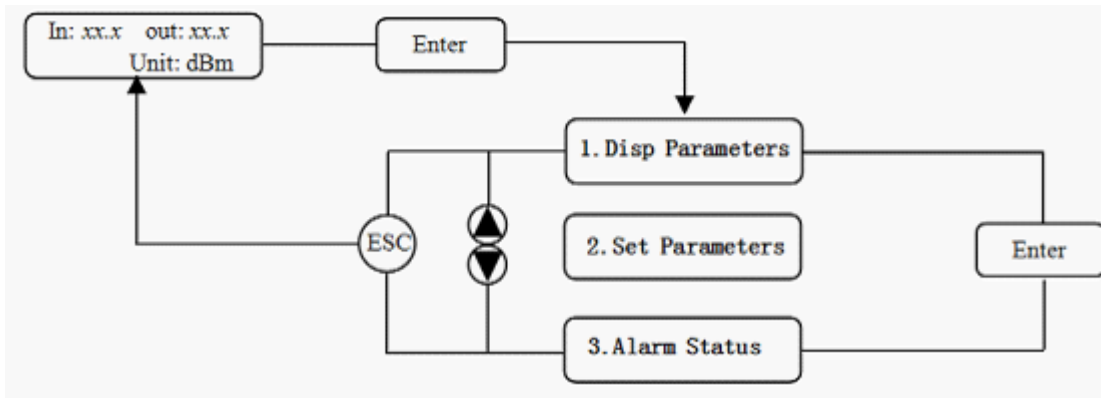 In: xx.x out: xx.x
Unit: dBm
Enter
1. Disp Parameters
ESC
2. Set Parameters
Enter
3. Alarm Status